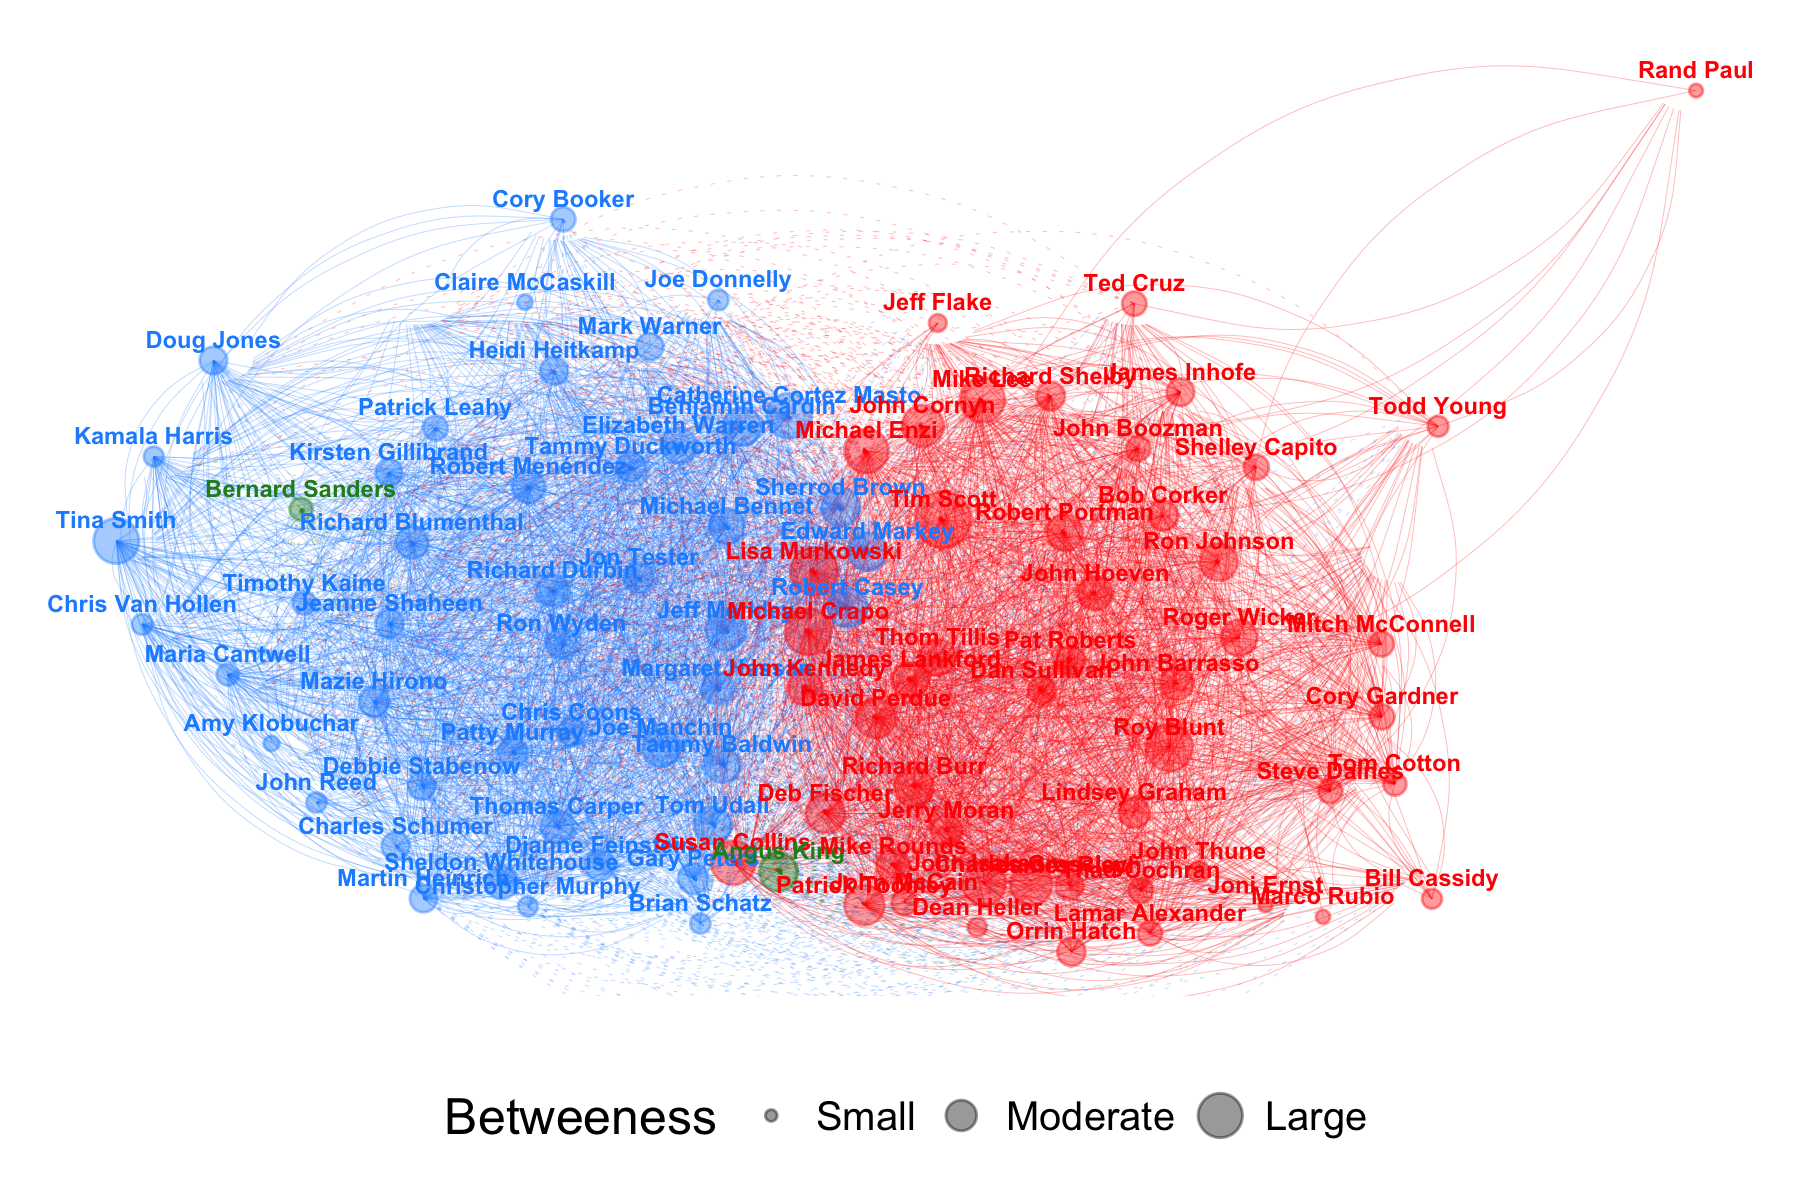 Rand Paul
Cory Booker
Claire McCaskill
Joe Donnelly
Ted Cruz
Jeff Flake
Mark Warner
Doug Jones
Heidi Heitkamp
James Inhofe
Richard Shelby
Mike Lee
Catherine Cortez Masto
Benjamin Cardin
John Cornyn
Todd Young
Patrick Leahy
Elizabeth Warren
Michael Enzi
John Boozman
Kamala Harris
Tammy Duckworth
Shelley Capito
Kirsten Gillibrand
Robert Menendez
Bernard Sanders
Sherrod Brown
Tim Scott
Bob Corker
Michael Bennet
Robert Portman
Tina Smith
Richard Blumenthal
Edward Markey
Ron Johnson
Lisa Murkowski
Jon Tester
Richard Durbin
John Hoeven
Timothy Kaine
Robert Casey
Chris Van Hollen
Jeanne Shaheen
Jeff
Michael Crapo
Ron Wyden
Roger Wicker
Mitch McConnell
Thom Tillis
Pat Roberts
Maria Cantwell
James Lankford
John Barrasso
Margaret
John Kennedy
Dan Sullivan
Mazie Hirono
David Perdue
Cory Gardner
Chris Coons
Amy Klobuchar
Patty Murray
Joe Manchin
Roy Blunt
Tammy Baldwin
Debbie Stabenow
Richard Burr
Steve Daines
Tom Cotton
John Reed
Deb Fischer
Lindsey Graham
Thomas Carper
Tom Udall
Jerry Moran
Charles Schumer
Dianne
Susan Collins
Angus King
Mike Rounds
John Thune
Sheldon Whitehouse
Gary Peters
Cochran
Martin Heinrich
Christopher Murphy
Patrick Toomey
John McCain
Joni Ernst
Bill Cassidy
Marco Rubio
Brian Schatz
Dean Heller
Lamar Alexander
Orrin Hatch
Betweeness
Small
Moderate
Large